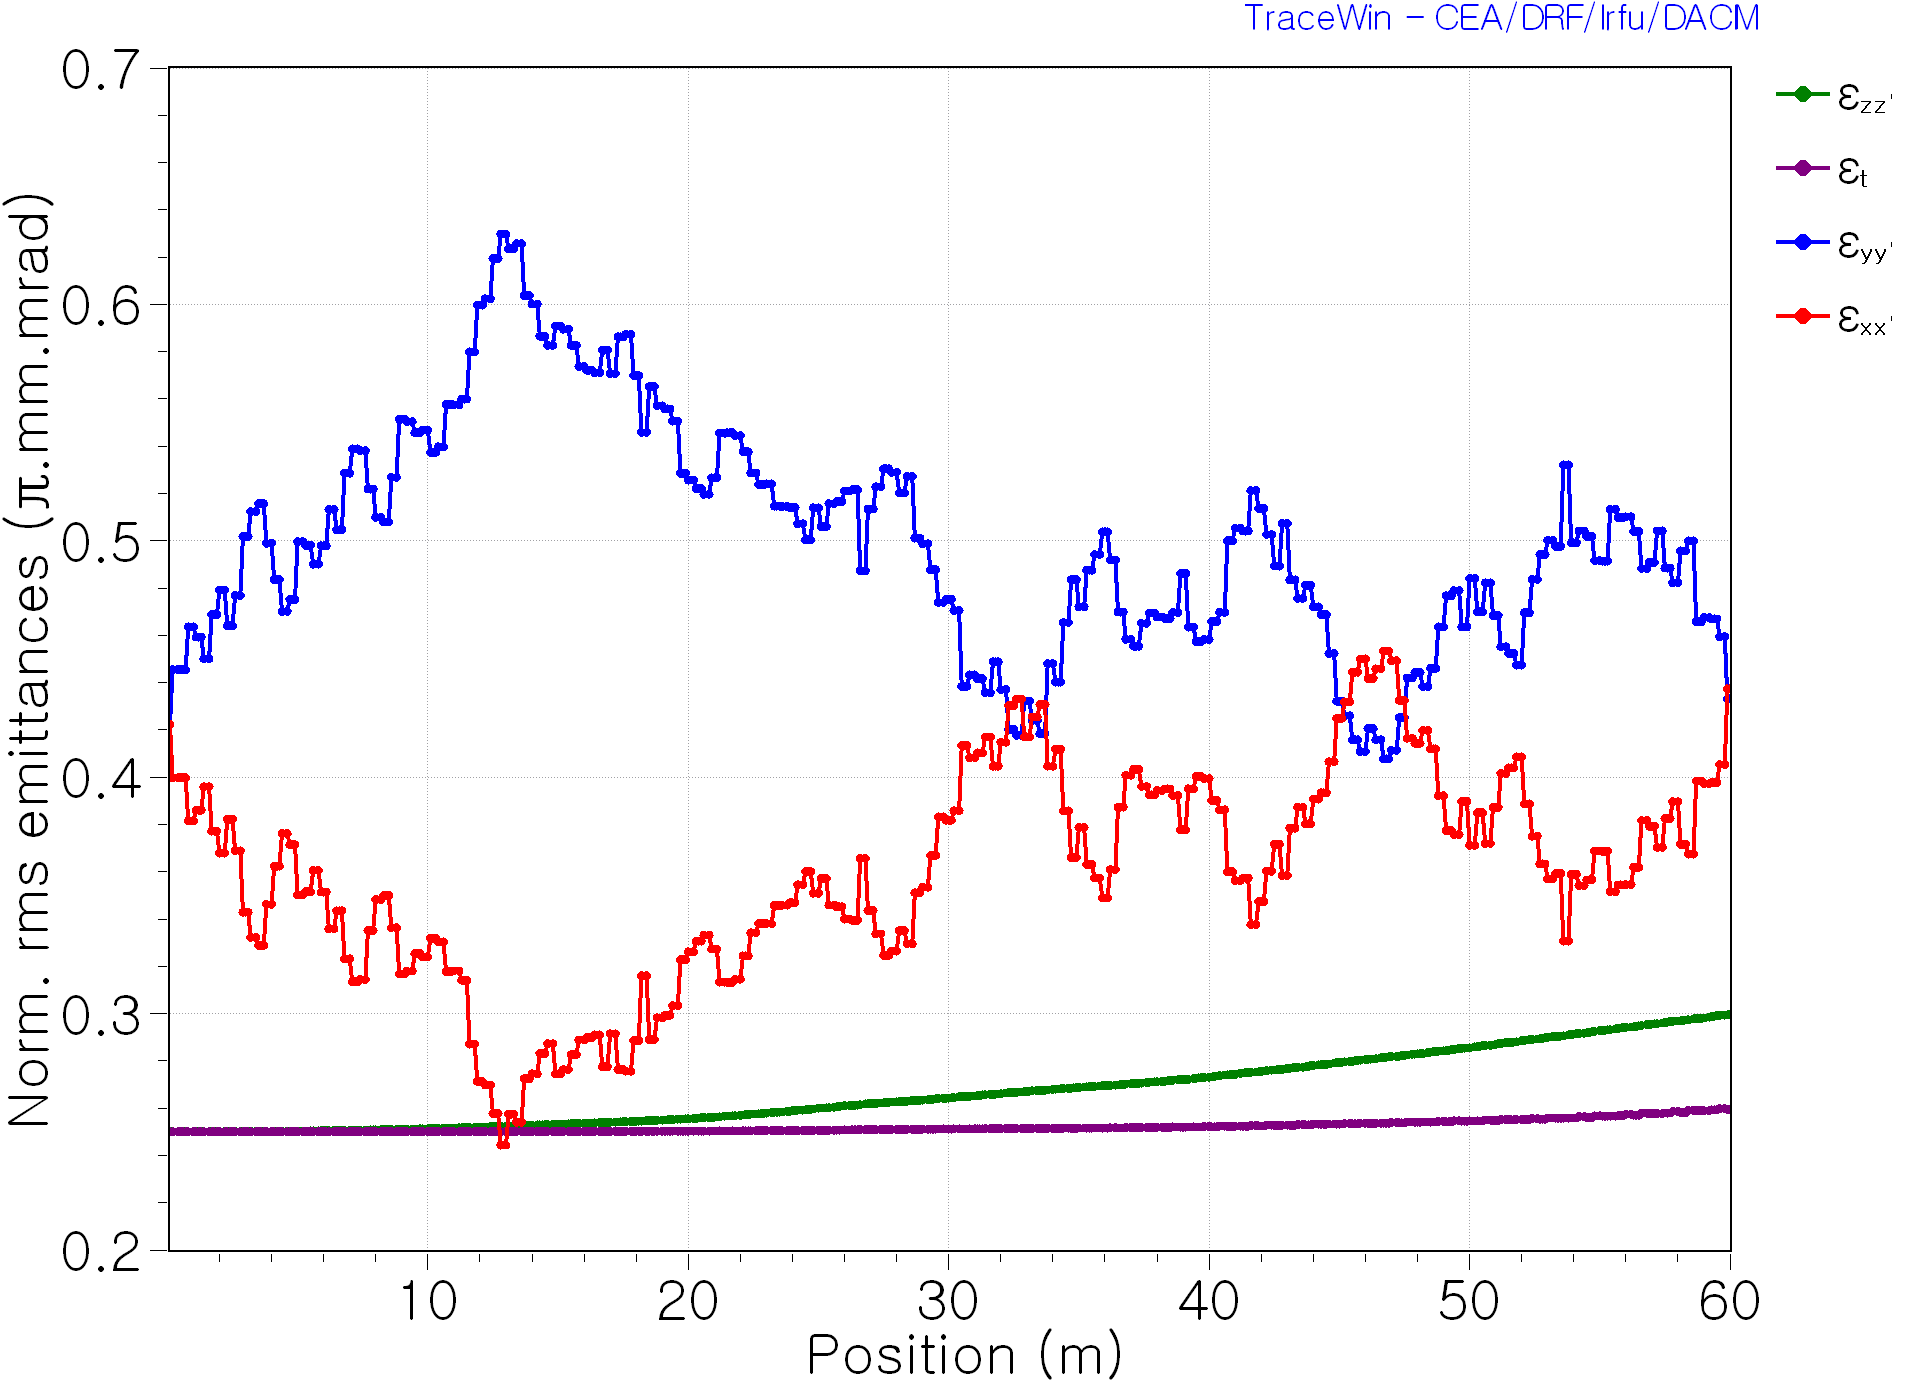 TraceWin - CEA/DRF/Irfu/DACM
Norm. rms emittances (π.mm.mrad)
0.7
0.6
0.5
0.4
0.3
0.2
10 20 30 40 50 60
Position (m)
εzz'
εt
εyy'
εxx'